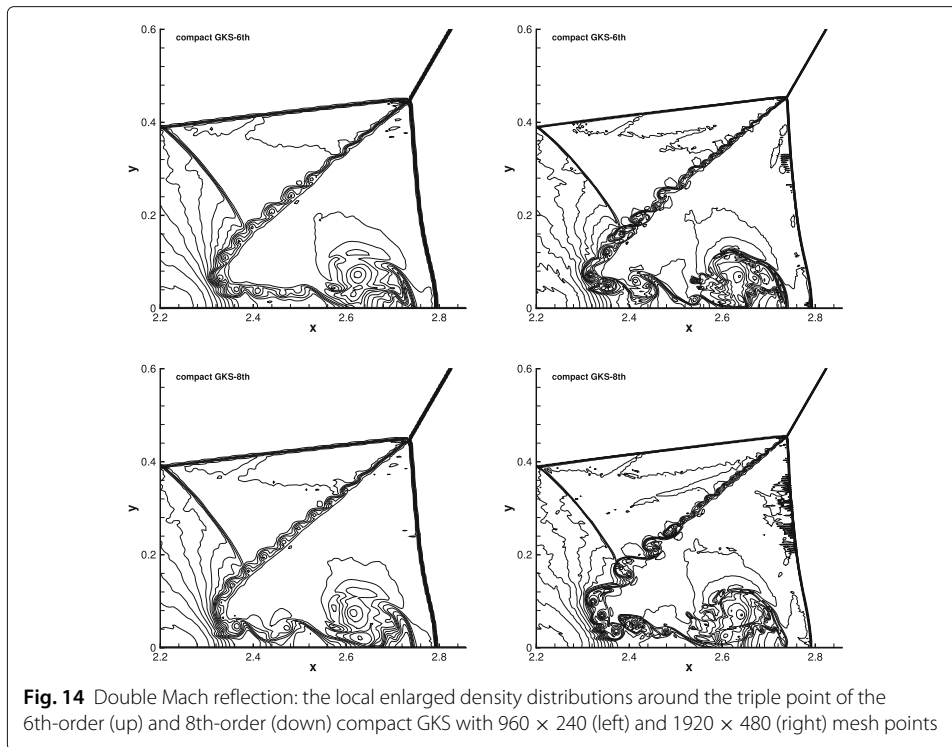 0.6
compact GKS-6th
0.4
y
0.2
0
2.2 2.4 2.6 2.8
x
0.6
compact GKS-6th
0.4
y
0.2
0
2.2 2.4 2.6 2.8
x
0.6
compact GKS-8th
0.4
y
0.2
0
2.2 2.4 2.6 2.8
x
0.6
compact GKS-8th
0.4
y
0.2
0
2.2 2.4 2.6 2.8
x
Fig. 14 Double Mach reflection: the local enlarged density distributions around the triple point of the
6th-order (up) and 8th-order (down) compact GKS with 960 × 240 (left) and 1920 × 480 (right) mesh points